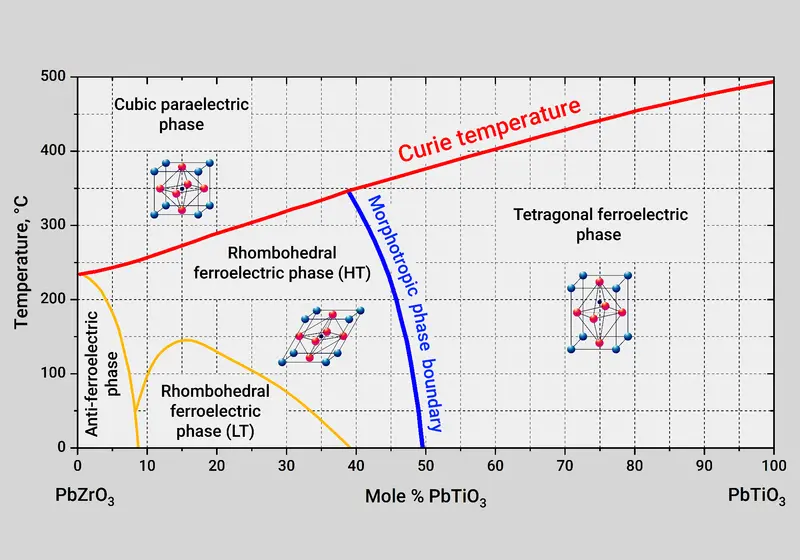 500
400
300
200
100
0
Temperature, °C
Cubic paraelectric
phase
Curie temperature
Morphotropic phase boundary
Tetragonal ferroelectric
phase
Rhombohedral
ferroelectric phase (HT)
Anti-ferroelectric
phase
Rhombohedral
ferroelectric
phase (LT)
0 10 20 30 40 50 60 70 80 90 100
PbZrO₃ Mole % PbTiO₃ PbTiO₃